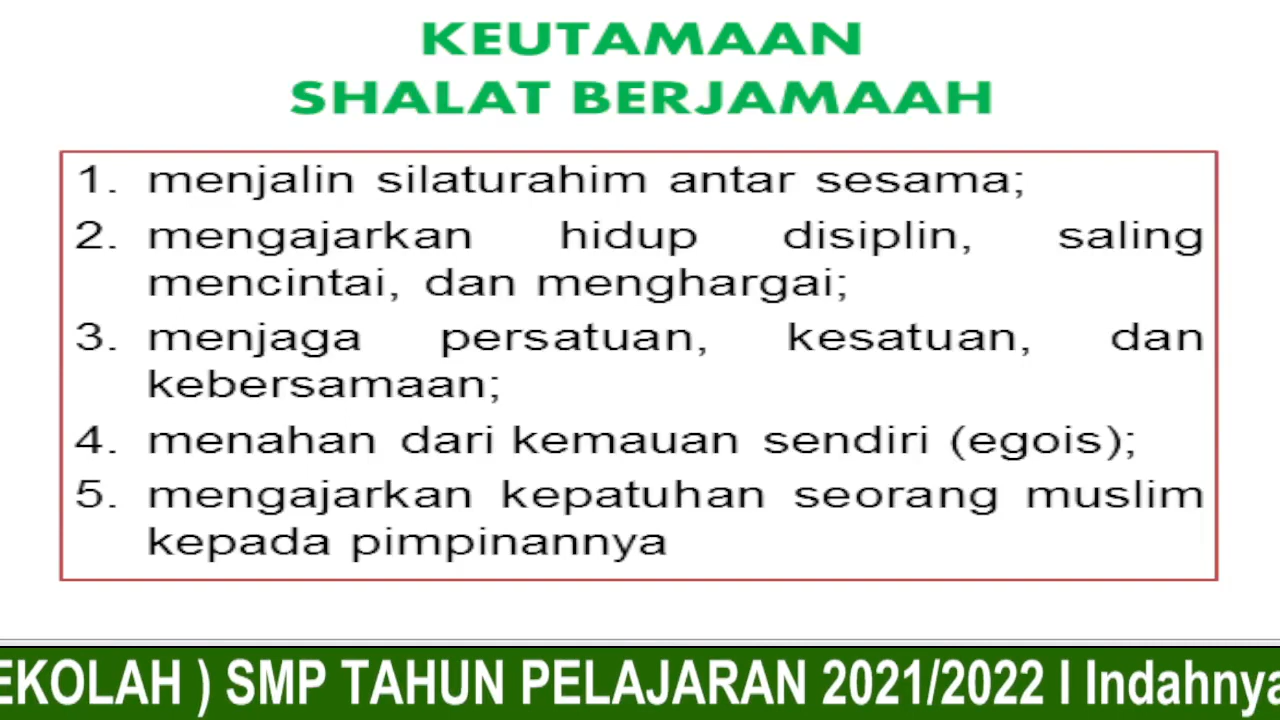 KEUTAMAAN
SHALAT BERJAMAAH
1. menjalin silaturahim antar sesama;
2. mengajarkan hidup disiplin, saling
mencintai, dan menghargai;
3. menjaga persatuan, kesatuan, dan
kebersamaan;
4. menahan dari kemauan sendiri (egois);
5. mengajarkan kepatuhan seorang muslim
kepada pimpinannya
EKOLAH ) SMP TAHUN PELAJARAN 2021/2022 I Indahnya